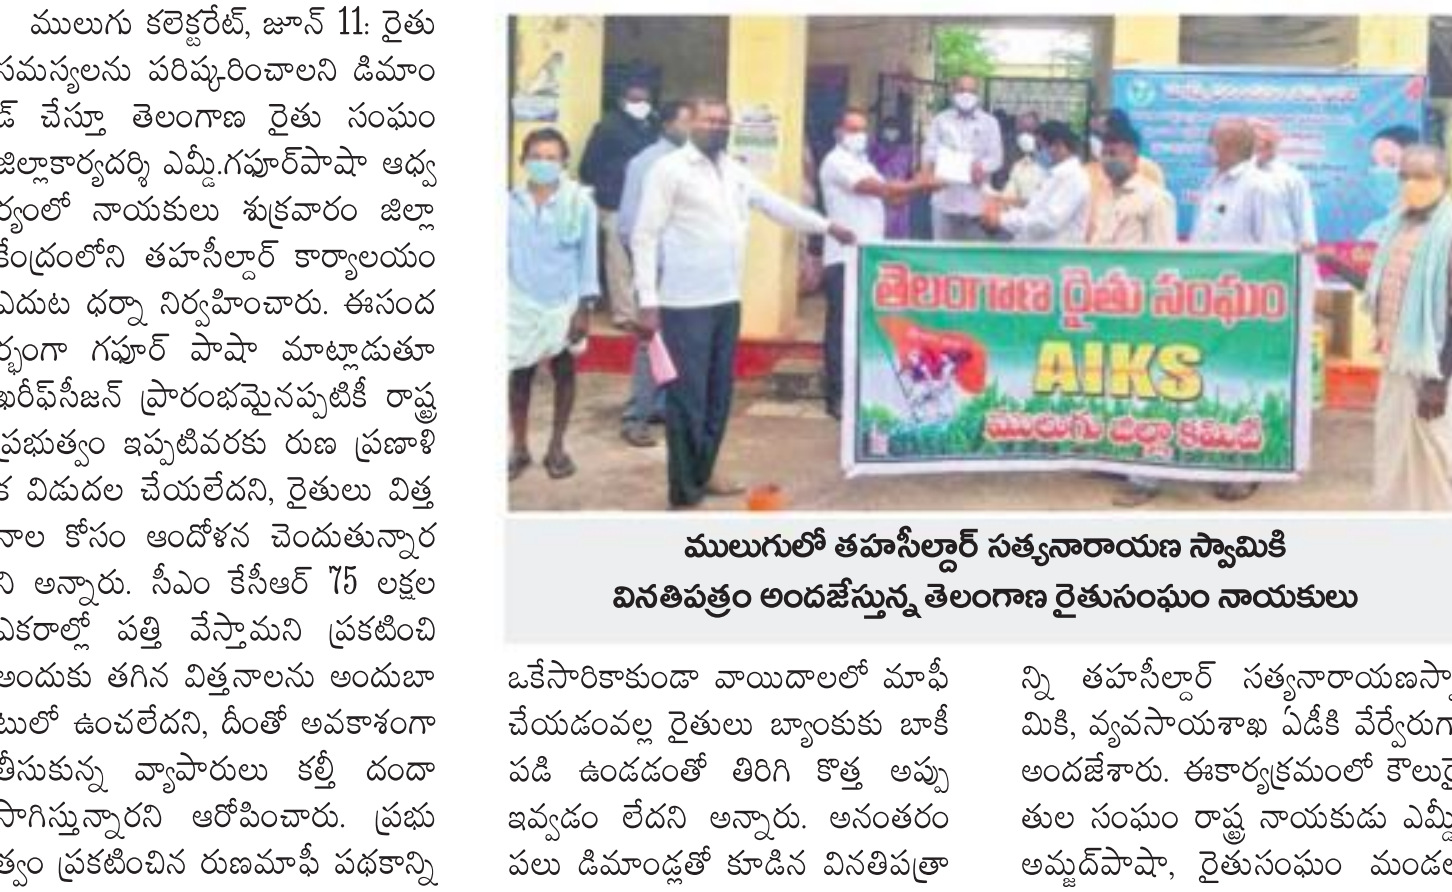 ములుగు కలెక్టరేట్, జూన్ 11: రైతు
సమస్యలను పరిష్కరించాలని డిమాం
డ్ చేస్తూ తెలంగాణ రైతు సంఘం
జిల్లాకార్యదర్శి ఎమ్డీ.గఫూర్‌పాషా ఆధ్వ
ర్యంలో నాయకులు శుక్రవారం జిల్లా
కేంద్రంలోని తహసీల్దార్ కార్యాలయం
ఎదుట ధర్నా నిర్వహించారు. ఈసంద
ర్భంగా గఫూర్ పాషా మాట్లాడుతూ
ఖరీఫ్‌సీజన్ ప్రారంభమైనప్పటికీ రాష్ట్ర
ప్రభుత్వం ఇప్పటివరకు రుణ ప్రణాళి
క విడుదల చేయలేదని, రైతులు విత్త
నాల కోసం ఆందోళన చెందుతున్నార
ని అన్నారు. సీఎం కేసీఆర్ 75 లక్షల
ఎకరాల్లో పత్తి వేస్తామని ప్రకటించి
అందుకు తగిన విత్తనాలను అందుబా
టులో ఉంచలేదని, దీంతో అవకాశంగా
తీసుకున్న వ్యాపారులు కల్తీ దందా
సాగిస్తున్నారని ఆరోపించారు. ప్రభు
త్వం ప్రకటించిన రుణమాఫీ పథకాన్ని
తెలంగాణ రైతు సంఘం
AIKS
ములుగు జిల్లా కమిటీ
ములుగులో తహసీల్దార్ సత్యనారాయణ స్వామికి
వినతిపత్రం అందజేస్తున్న తెలంగాణ రైతుసంఘం నాయకులు
ఒకేసారికాకుండా వాయిదాలలో మాఫీ
చేయడంవల్ల రైతులు బ్యాంకుకు బాకీ
పడి ఉండడంతో తిరిగి కొత్త అప్పు
ఇవ్వడం లేదని అన్నారు. అనంతరం
పలు డిమాండ్లతో కూడిన వినతిపత్రా
న్ని తహసీల్దార్ సత్యనారాయణస్వా
మికి, వ్యవసాయశాఖ ఏడీకి వేర్వేరుగా
అందజేశారు. ఈకార్యక్రమంలో కౌలురై
తుల సంఘం రాష్ట్ర నాయకుడు ఎమ్డీ
అమ్జద్‌పాషా, రైతుసంఘం మండల